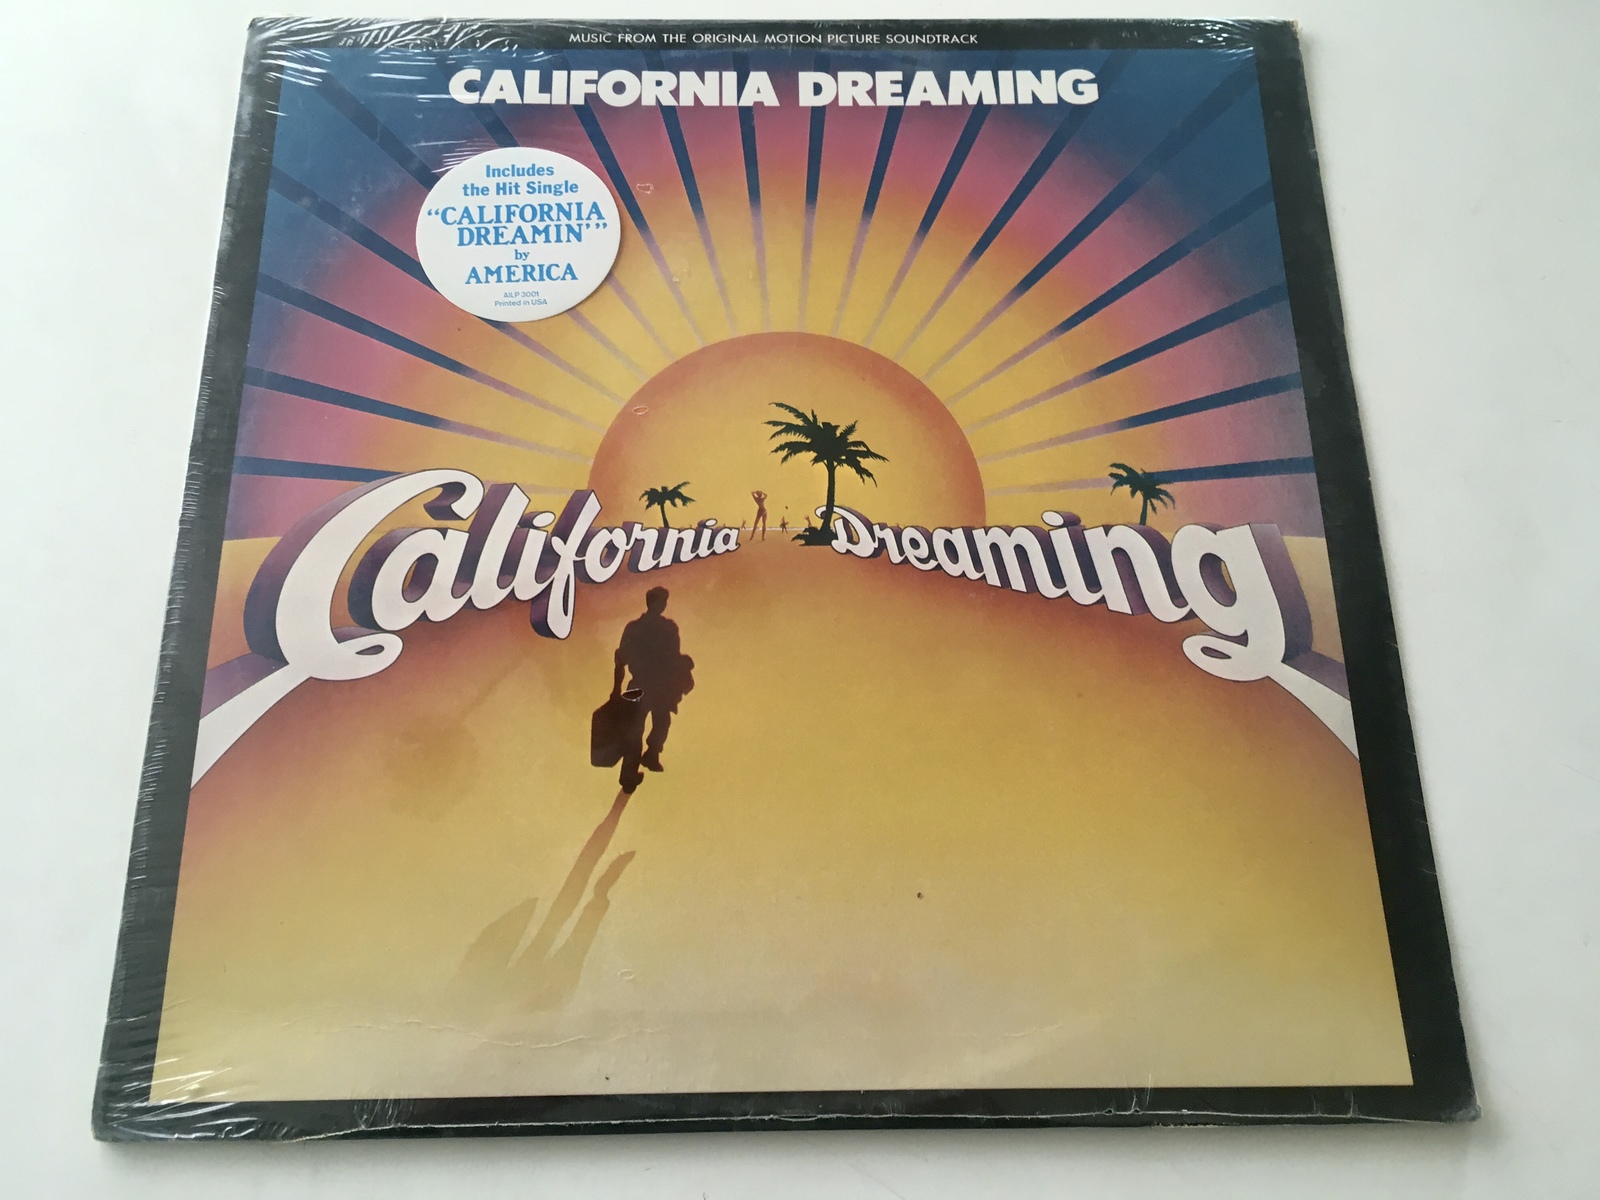 MUSIC FROM THE ORIGINAL MOTION PICTURE SOUNDTRACK
CALIFORNIA DREAMING
Includes
the Hit Single
“CALIFORNIA
DREAMIN’”
by
AMERICA
AILP 3001
Printed in USA
California Dreaming